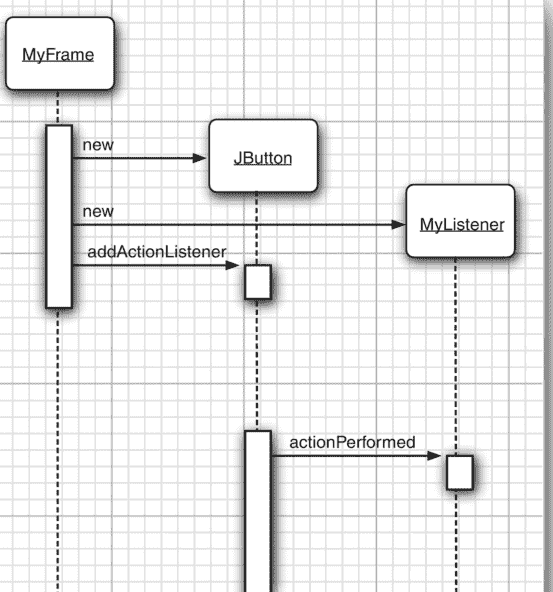 MyFrame
new
JButton
new
MyListener
addActionListener
actionPerformed